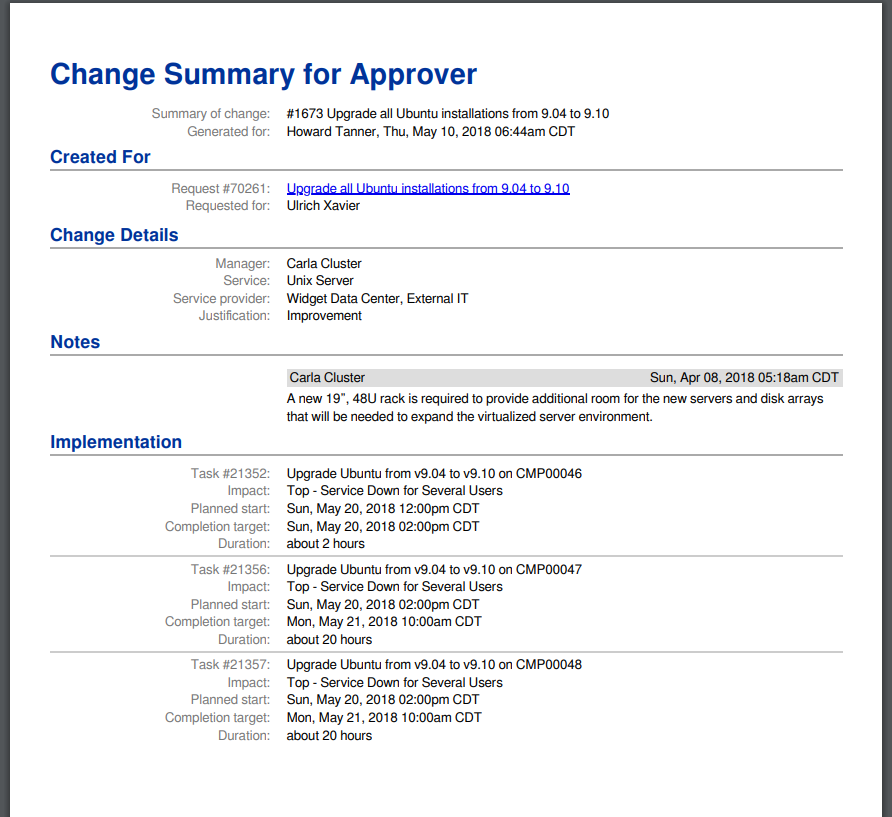 Change Summary for Approver
Summary of change: #1673 Upgrade all Ubuntu installations from 9.04 to 9.10
Generated for: Howard Tanner, Thu, May 10, 2018 06:44am CDT
Created For
Request #70261: Upgrade all Ubuntu installations from 9.04 to 9.10
Requested for: Ulrich Xavier
Change Details
Manager: Carla Cluster
Service: Unix Server
Service provider: Widget Data Center, External IT
Justification: Improvement
Notes
Carla Cluster Sun, Apr 08, 2018 05:18am CDT
A new 19”, 48U rack is required to provide additional room for the new servers and disk arrays
that will be needed to expand the virtualized server environment.
Implementation
Task #21352: Upgrade Ubuntu from v9.04 to v9.10 on CMP00046
Impact: Top - Service Down for Several Users
Planned start: Sun, May 20, 2018 12:00pm CDT
Completion target: Sun, May 20, 2018 02:00pm CDT
Duration: about 2 hours
Task #21356: Upgrade Ubuntu from v9.04 to v9.10 on CMP00047
Impact: Top - Service Down for Several Users
Planned start: Sun, May 20, 2018 02:00pm CDT
Completion target: Mon, May 21, 2018 10:00am CDT
Duration: about 20 hours
Task #21357: Upgrade Ubuntu from v9.04 to v9.10 on CMP00048
Impact: Top - Service Down for Several Users
Planned start: Sun, May 20, 2018 02:00pm CDT
Completion target: Mon, May 21, 2018 10:00am CDT
Duration: about 20 hours